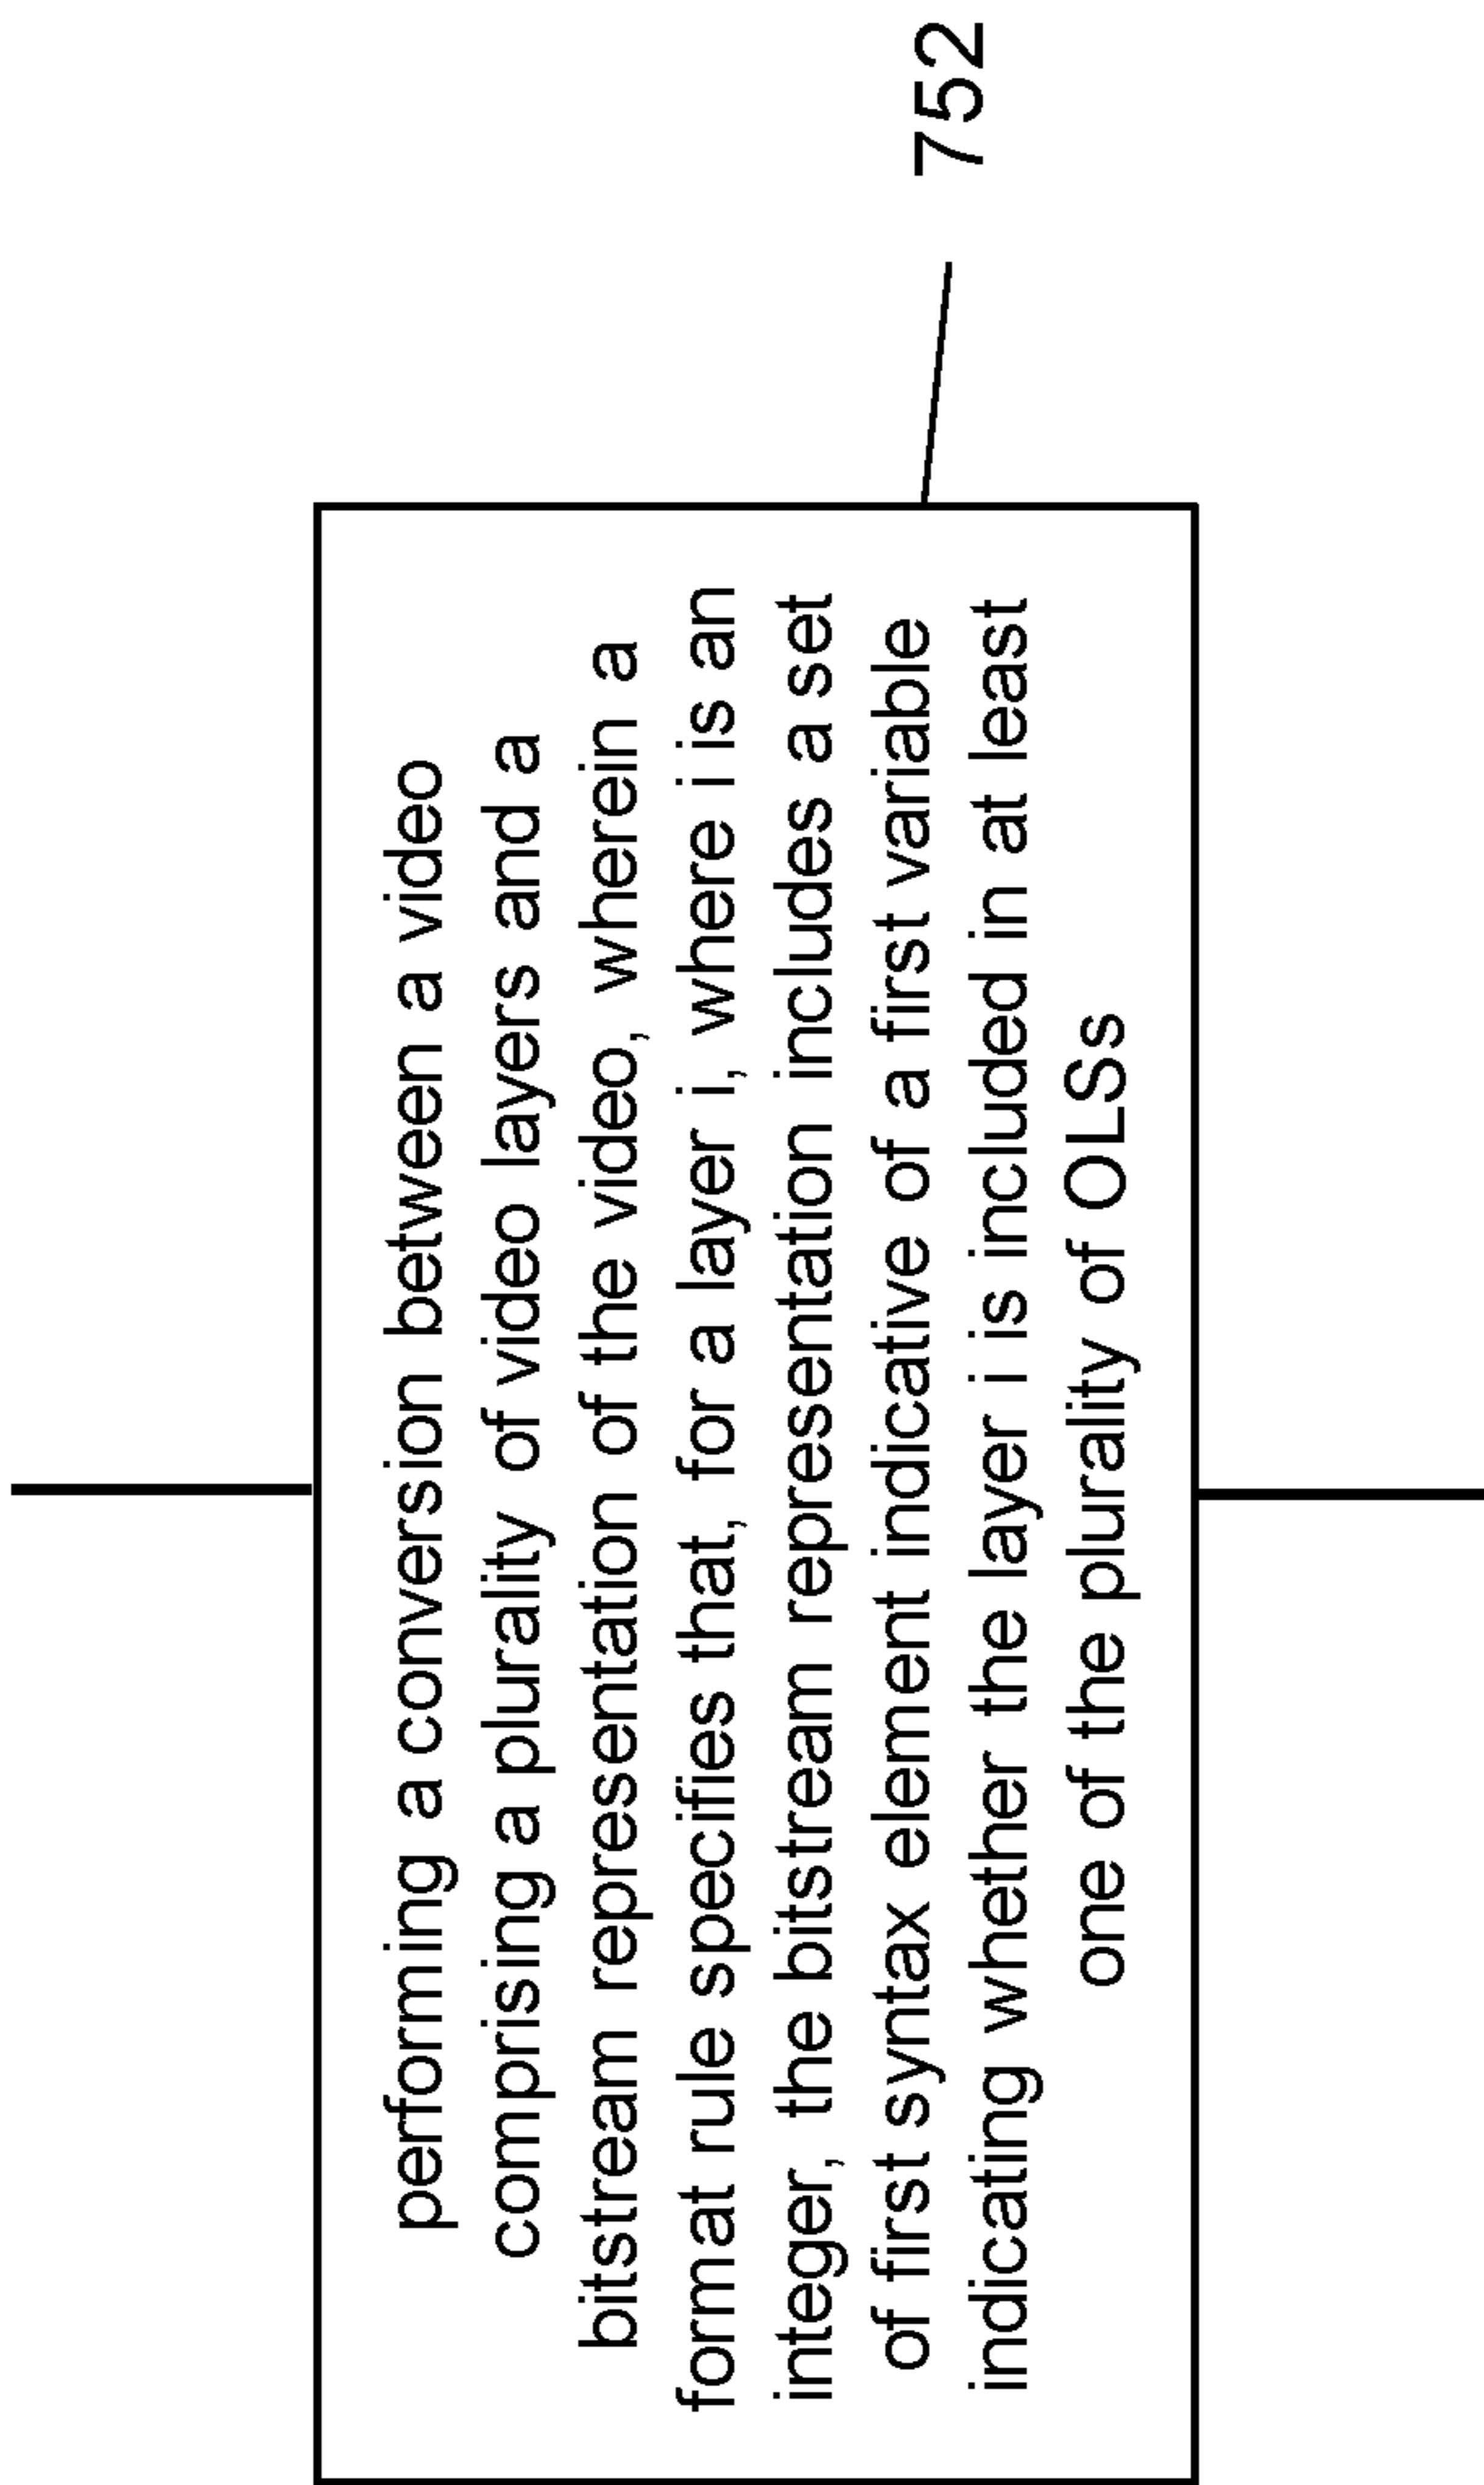 performing a conversion between a video
comprising a plurality of video layers and a
bitstream representation of the video, wherein a
format rule specifies that, for a layer i, where i is an
integer, the bitstream representation includes a set
of first syntax element indicative of a first variable
indicating whether the layer i is included in at least
one of the plurality of OLSs
752